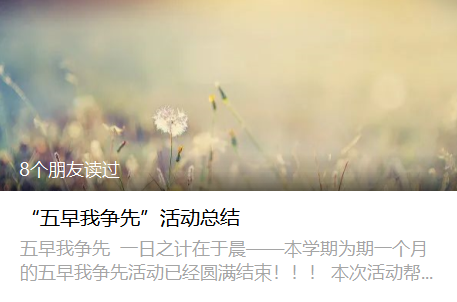 8个朋友读过
“五早我争先”活动总结
五早我争先 一日之计在于晨——本学期为期一个月
的五早我争先活动已经圆满结束！！！ 本次活动帮...